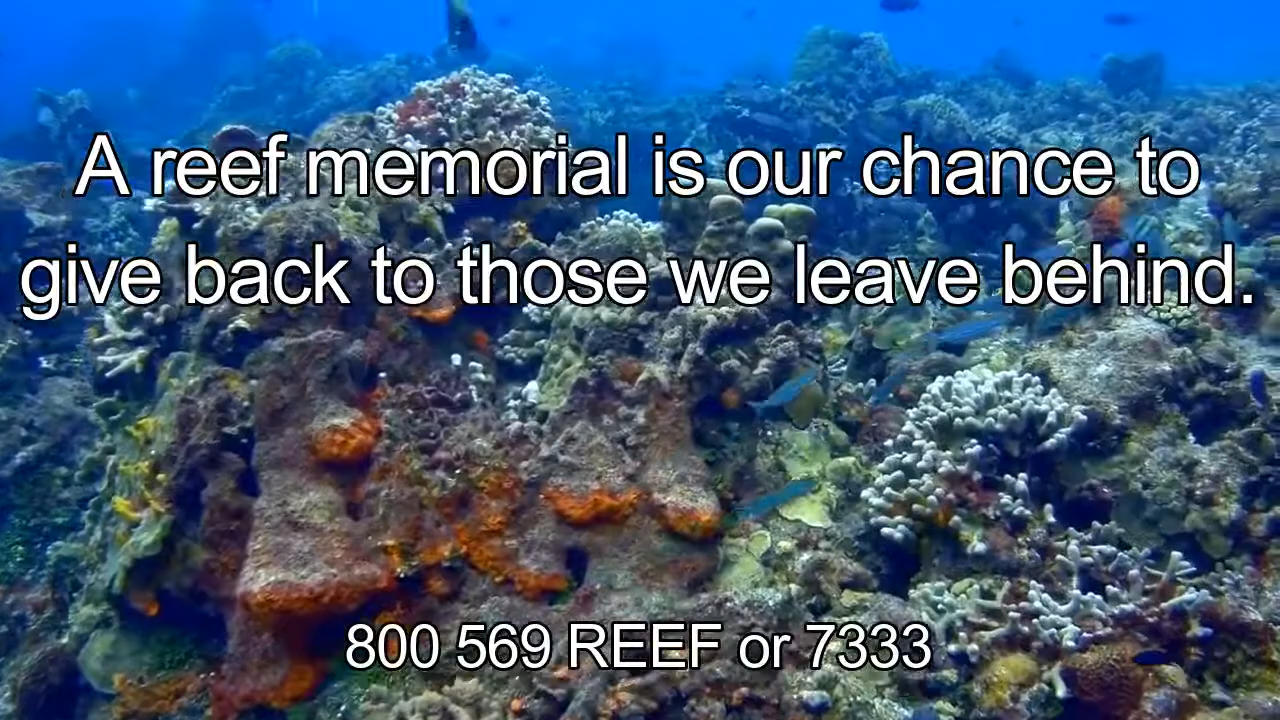 A reef memorial is our chance to
give back to those we leave behind.
800 569 REEF or 7333